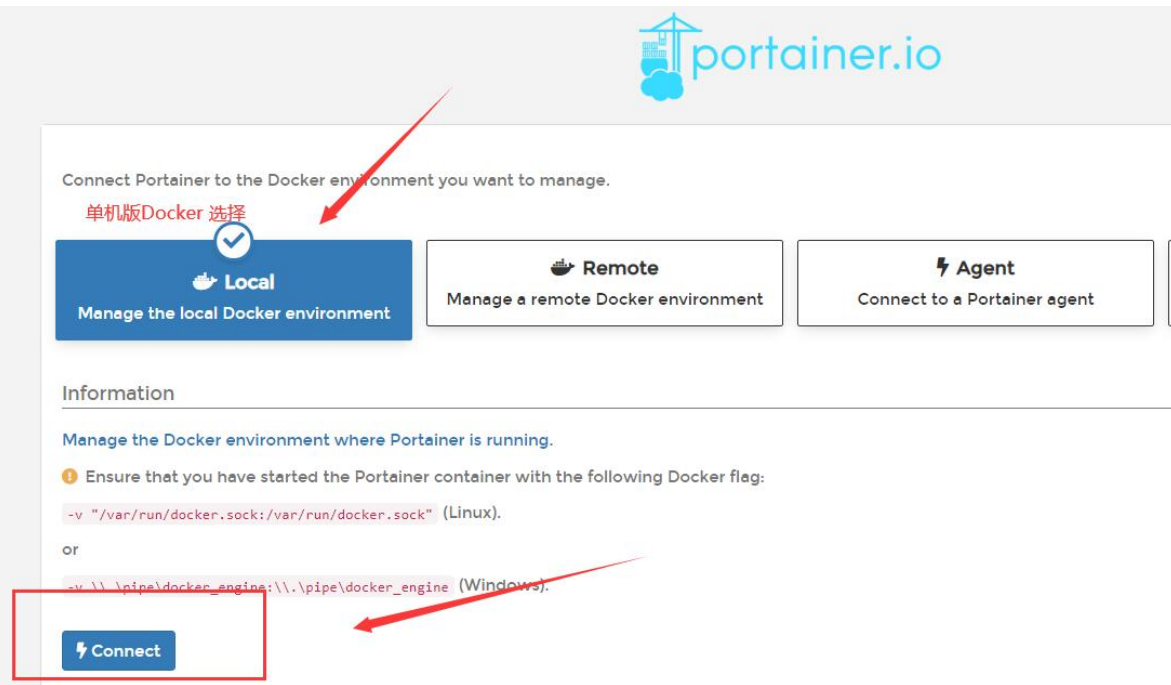 portainer.io
Connect Portainer to the Docker environment you want to manage.
单机版Docker 选择
Local
Manage the local Docker environment
Remote
Manage a remote Docker environment
Agent
Connect to a Portainer agent
Information
Manage the Docker environment where Portainer is running.
Ensure that you have started the Portainer container with the following Docker flag:
-v "/var/run/docker.sock:/var/run/docker.sock" (Linux).
or
-v \\.\pipe\docker_engine:\\.\pipe\docker_engine (Windows).
Connect